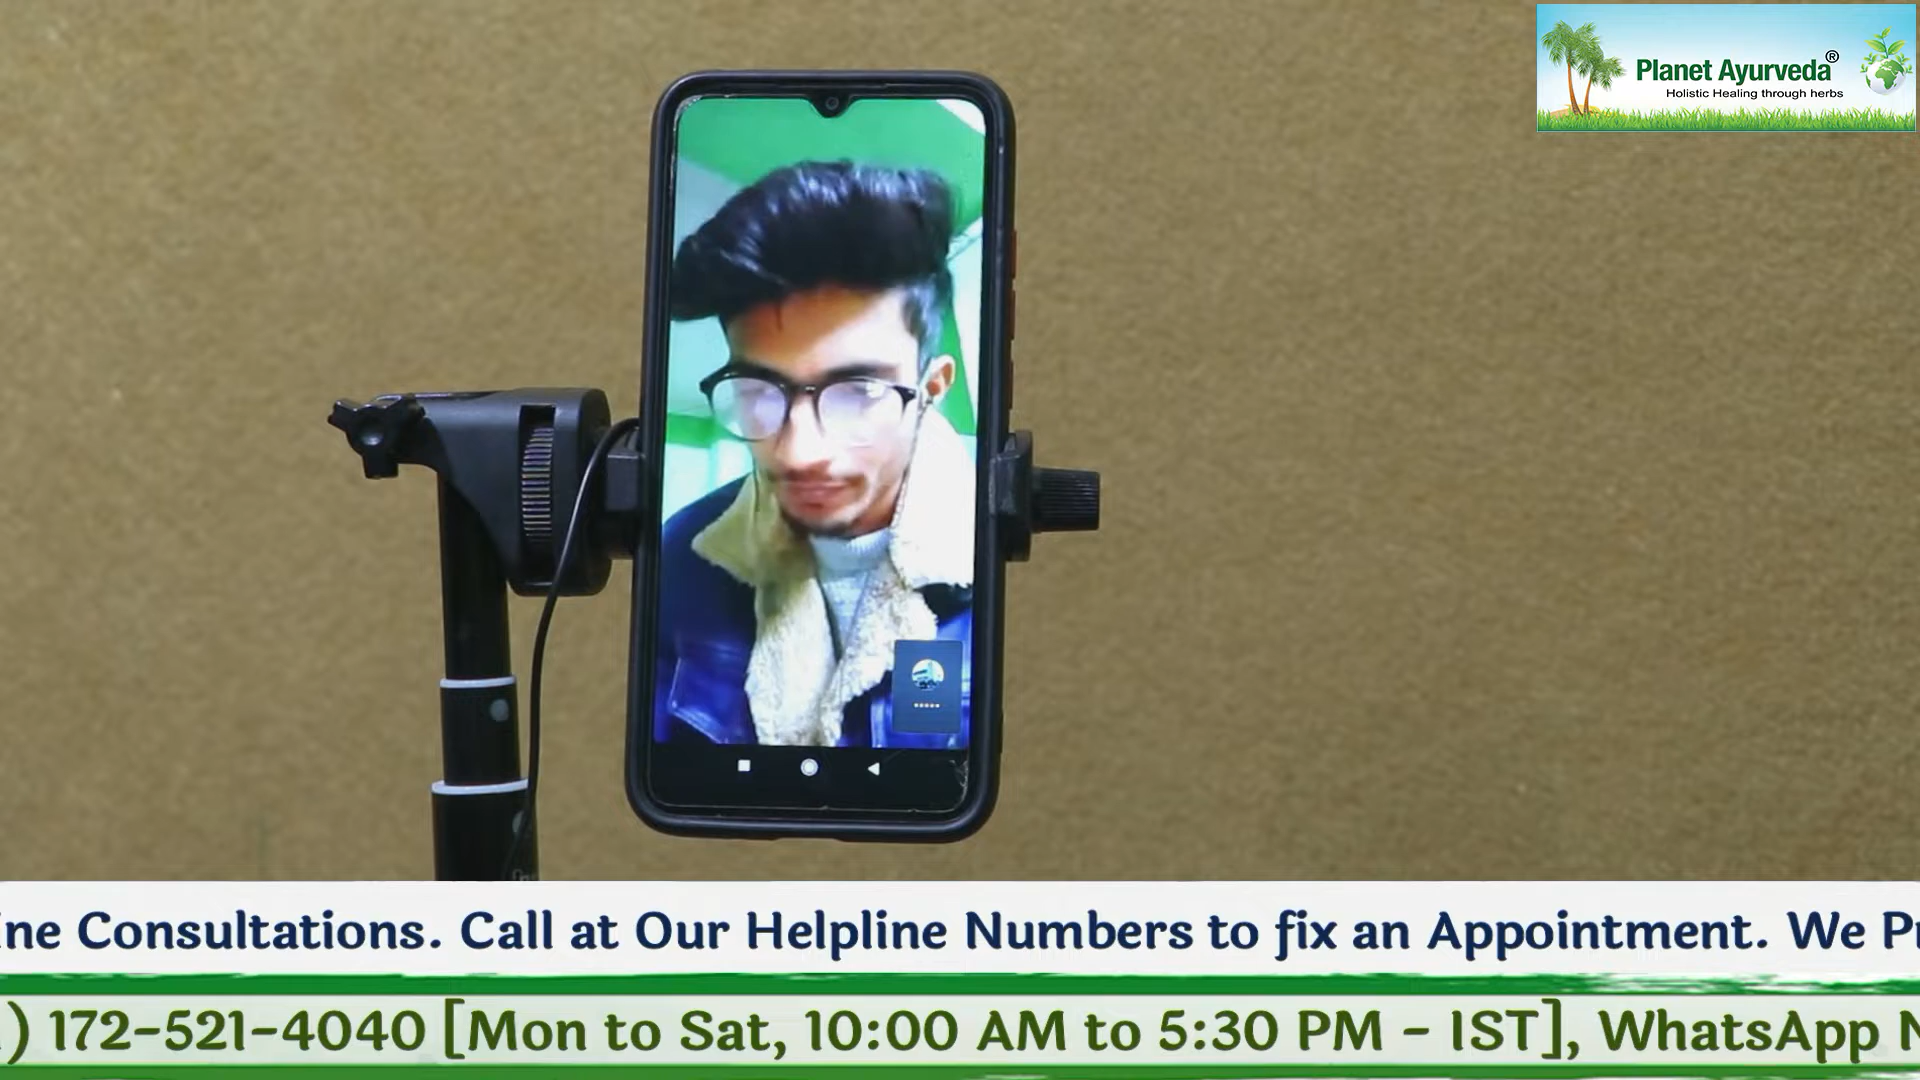 Planet Ayurveda®
Holistic Healing through herbs
ine Consultations. Call at Our Helpline Numbers to fix an Appointment. We Pr
) 172-521-4040 [Mon to Sat, 10:00 AM to 5:30 PM - IST], WhatsApp N